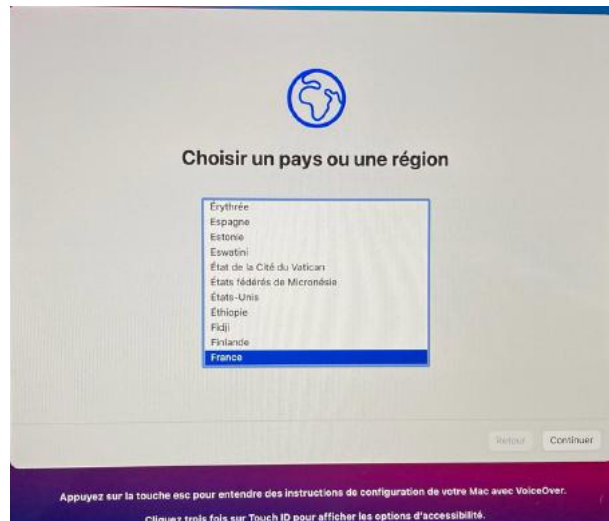 Choisir un pays ou une région
Érythrée
Espagne
Estonie
Eswatini
État de la Cité du Vatican
États fédérés de Micronésie
États-Unis
Éthiopie
Fidji
Finlande
France
Retour Continuer
Appuyez sur la touche esc pour entendre des instructions de configuration de votre Mac avec VoiceOver.
Cliquez trois fois sur Touch ID pour afficher les options d'accessibilité.